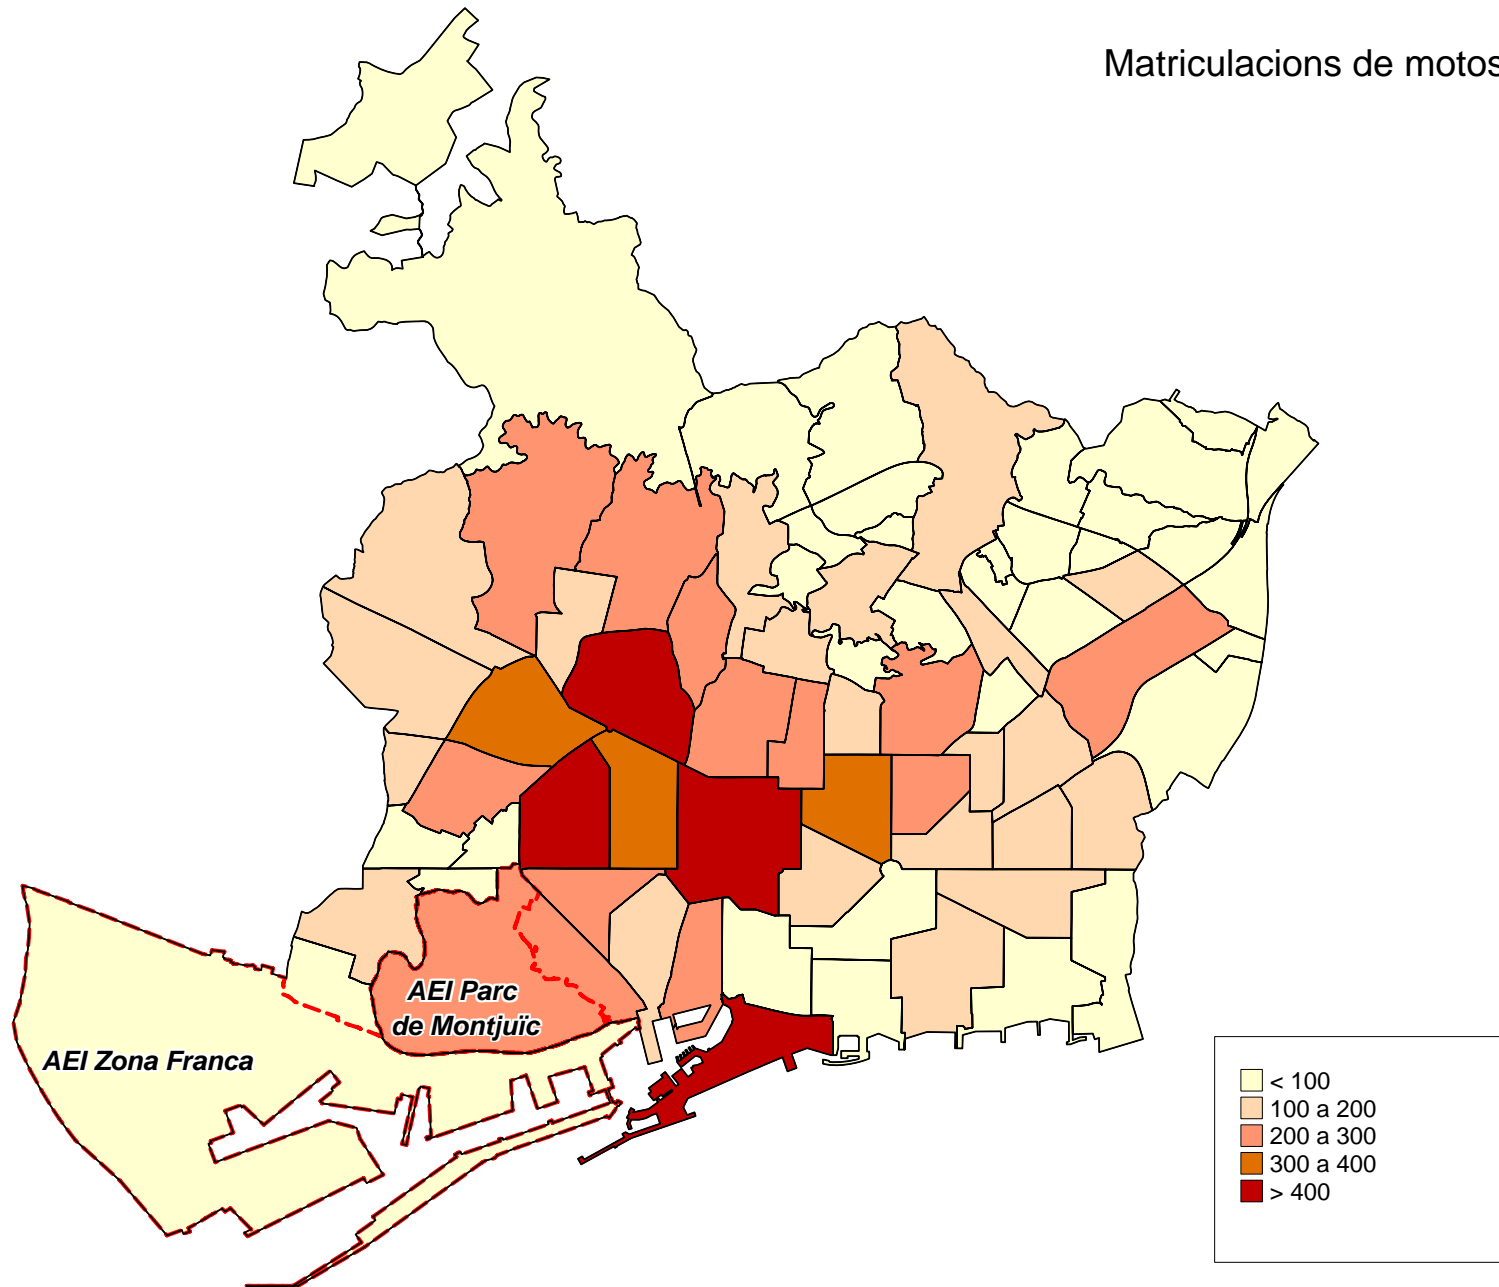 Matriculacions de motos
AEI Parc
de Montjuïc
AEI Zona Franca
< 100
100 a 200
200 a 300
300 a 400
> 400